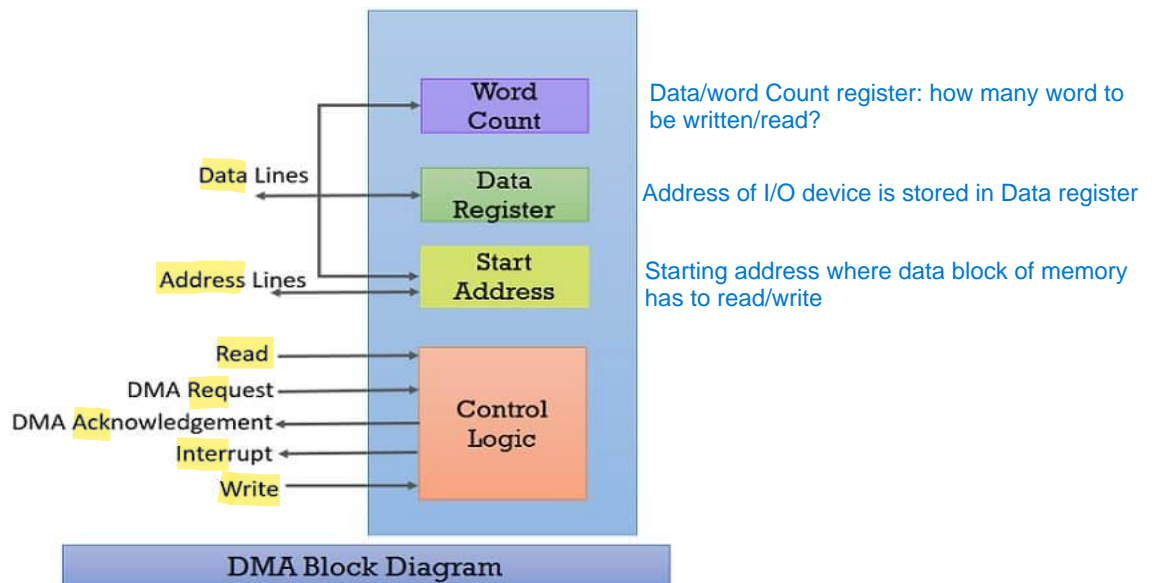 Word
Count
Data/word Count register: how many word to
be written/read?
Data Lines
Data
Register
Address of I/O device is stored in Data register
Address Lines
Start
Address
Starting address where data block of memory
has to read/write
Read
DMA Request
DMA Acknowledgement
Interrupt
Write
Control
Logic
DMA Block Diagram